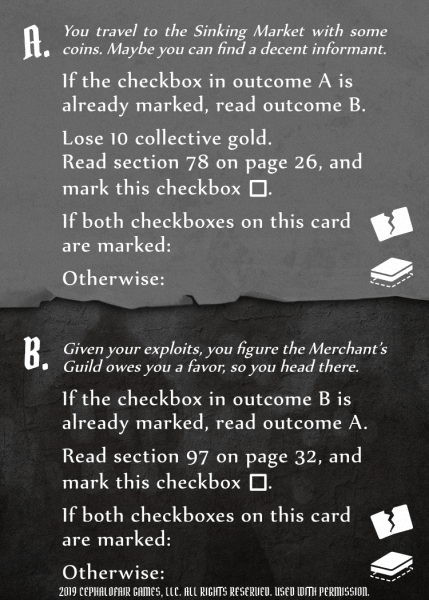 A.
You travel to the Sinking Market with some
coins. Maybe you can find a decent informant.
If the checkbox in outcome A is
already marked, read outcome B.
Lose 10 collective gold.
Read section 78 on page 26, and
mark this checkbox ☐.
If both checkboxes on this card
are marked:
Otherwise:
B.
Given your exploits, you figure the Merchant's
Guild owes you a favor, so you head there.
If the checkbox in outcome B is
already marked, read outcome A.
Read section 97 on page 32, and
mark this checkbox ☐.
If both checkboxes on this card
are marked:
Otherwise:
2019 CEPHALOFAIR GAMES, LLC. ALL RIGHTS RESERVED. USED WITH PERMISSION.